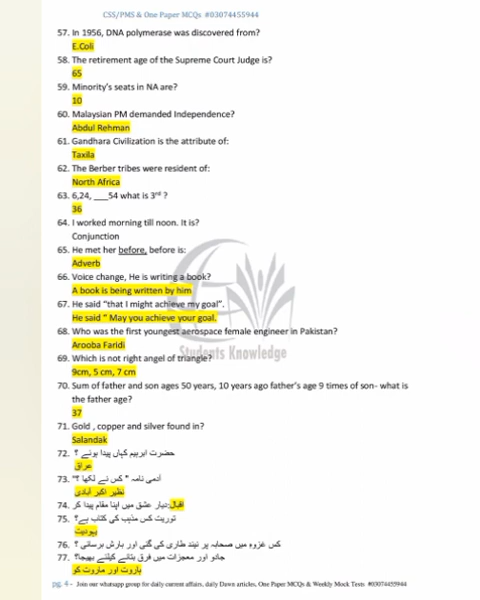 CSS/PMS & One Paper MCQs #03074455944
57. In 1956, DNA polymerase was discovered from?
E.Coli
58. The retirement age of the Supreme Court Judge is?
65
59. Minority's seats in NA are?
10
60. Malaysian PM demanded Independence?
Abdul Rehman
61. Gandhara Civilization is the attribute of:
Taxila
62. The Berber tribes were resident of:
North Africa
63. 6,24, ___54 what is 3rd ?
36
64. I worked morning till noon. It is?
Conjunction
65. He met her before, before is:
Adverb
66. Voice change, He is writing a book?
A book is being written by him
67. He said "that I might achieve my goal".
He said " May you achieve your goal.
68. Who was the first youngest aerospace female engineer in Pakistan?
Arooba Faridi
69. Which is not right angel of triangle?
9cm, 5 cm, 7 cm
Students Knowledge
70. Sum of father and son ages 50 years, 10 years ago father's age 9 times of son- what is
the father age?
37
71. Gold , copper and silver found in?
Salandak
72. حضرت ابرہیم کہاں پیدا ہوئے ؟
عراق
73. آدمی نامہ " کس نے لکھا ؟"
نظیر اکبر آبادی
74. اقبال:دیار عشق میں اپنا مقام پیدا کر
75. توریت کس مذہب کی کتاب ہے؟
یہودیت
76. کس غزوہ میں صحابہ پر نیند طاری کی گئی اور بارش برسائی ؟
77. جادو اور معجزات میں فرق بتانے کیلئے بھیجا؟
ہاروت اور ماروت کو
pg. 4 - Join our whatsapp group for daily current affairs, daily Dawn articles, One Paper MCQs & Weekly Mock Tests #03074455944